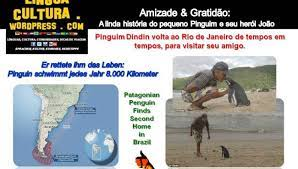 LINGUA
CULTURA.
WORDPRESS.COM
Amizade & Gratidão:
A linda história do pequeno Pinguim e seu herói João
Pinguim Dindin volta ao Rio de Janeiro de tempos em
tempos, para visitar seu amigo.
Er rettete ihm das Leben:
Pinguin schwimmt jedes Jahr 8.000 Kilometer
Patagonian
Penguin
Finds
Second
Home
in
Brazil